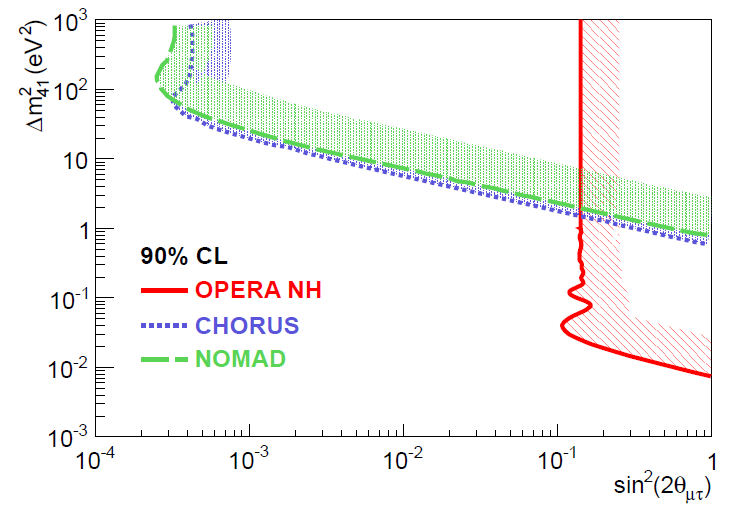 Δm²₄₁ (eV²)
10³
10²
10
1
10⁻¹
10⁻²
10⁻³
90% CL
OPERA NH
CHORUS
NOMAD
10⁻⁴ 10⁻³ 10⁻² 10⁻¹ 1
sin²(2θμτ)